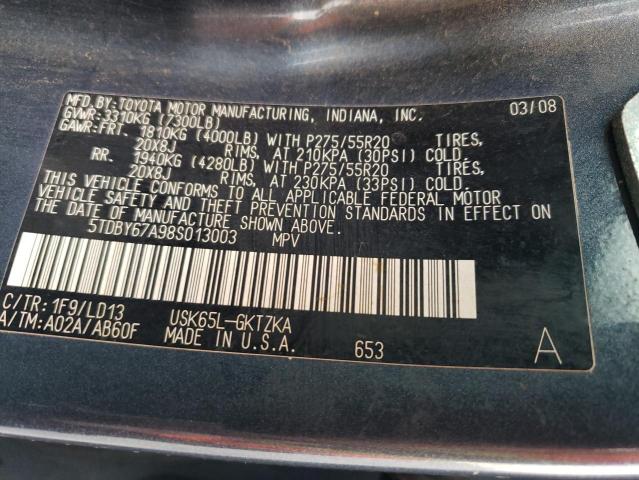 MFD. BY: TOYOTA MOTOR MANUFACTURING, INDIANA, INC. 03/08
GVWR: 3310KG (7300LB)
GAWR: FRT. 1810KG (4000LB) WITH P275/55R20 TIRES,
20X8J RIMS, AT 210KPA (30PSI) COLD.
RR. 1940KG (4280LB) WITH P275/55R20 TIRES,
20X8J RIMS, AT 230KPA (33PSI) COLD.
THIS VEHICLE CONFORMS TO ALL APPLICABLE FEDERAL MOTOR
VEHICLE SAFETY AND THEFT PREVENTION STANDARDS IN EFFECT ON
THE DATE OF MANUFACTURE SHOWN ABOVE.
5TDBY67A98S013003 MPV
C/TR: 1F9/LD13 USK65L-GKTZKA
A/TM: A02A/AB60F MADE IN U.S.A. 653 A